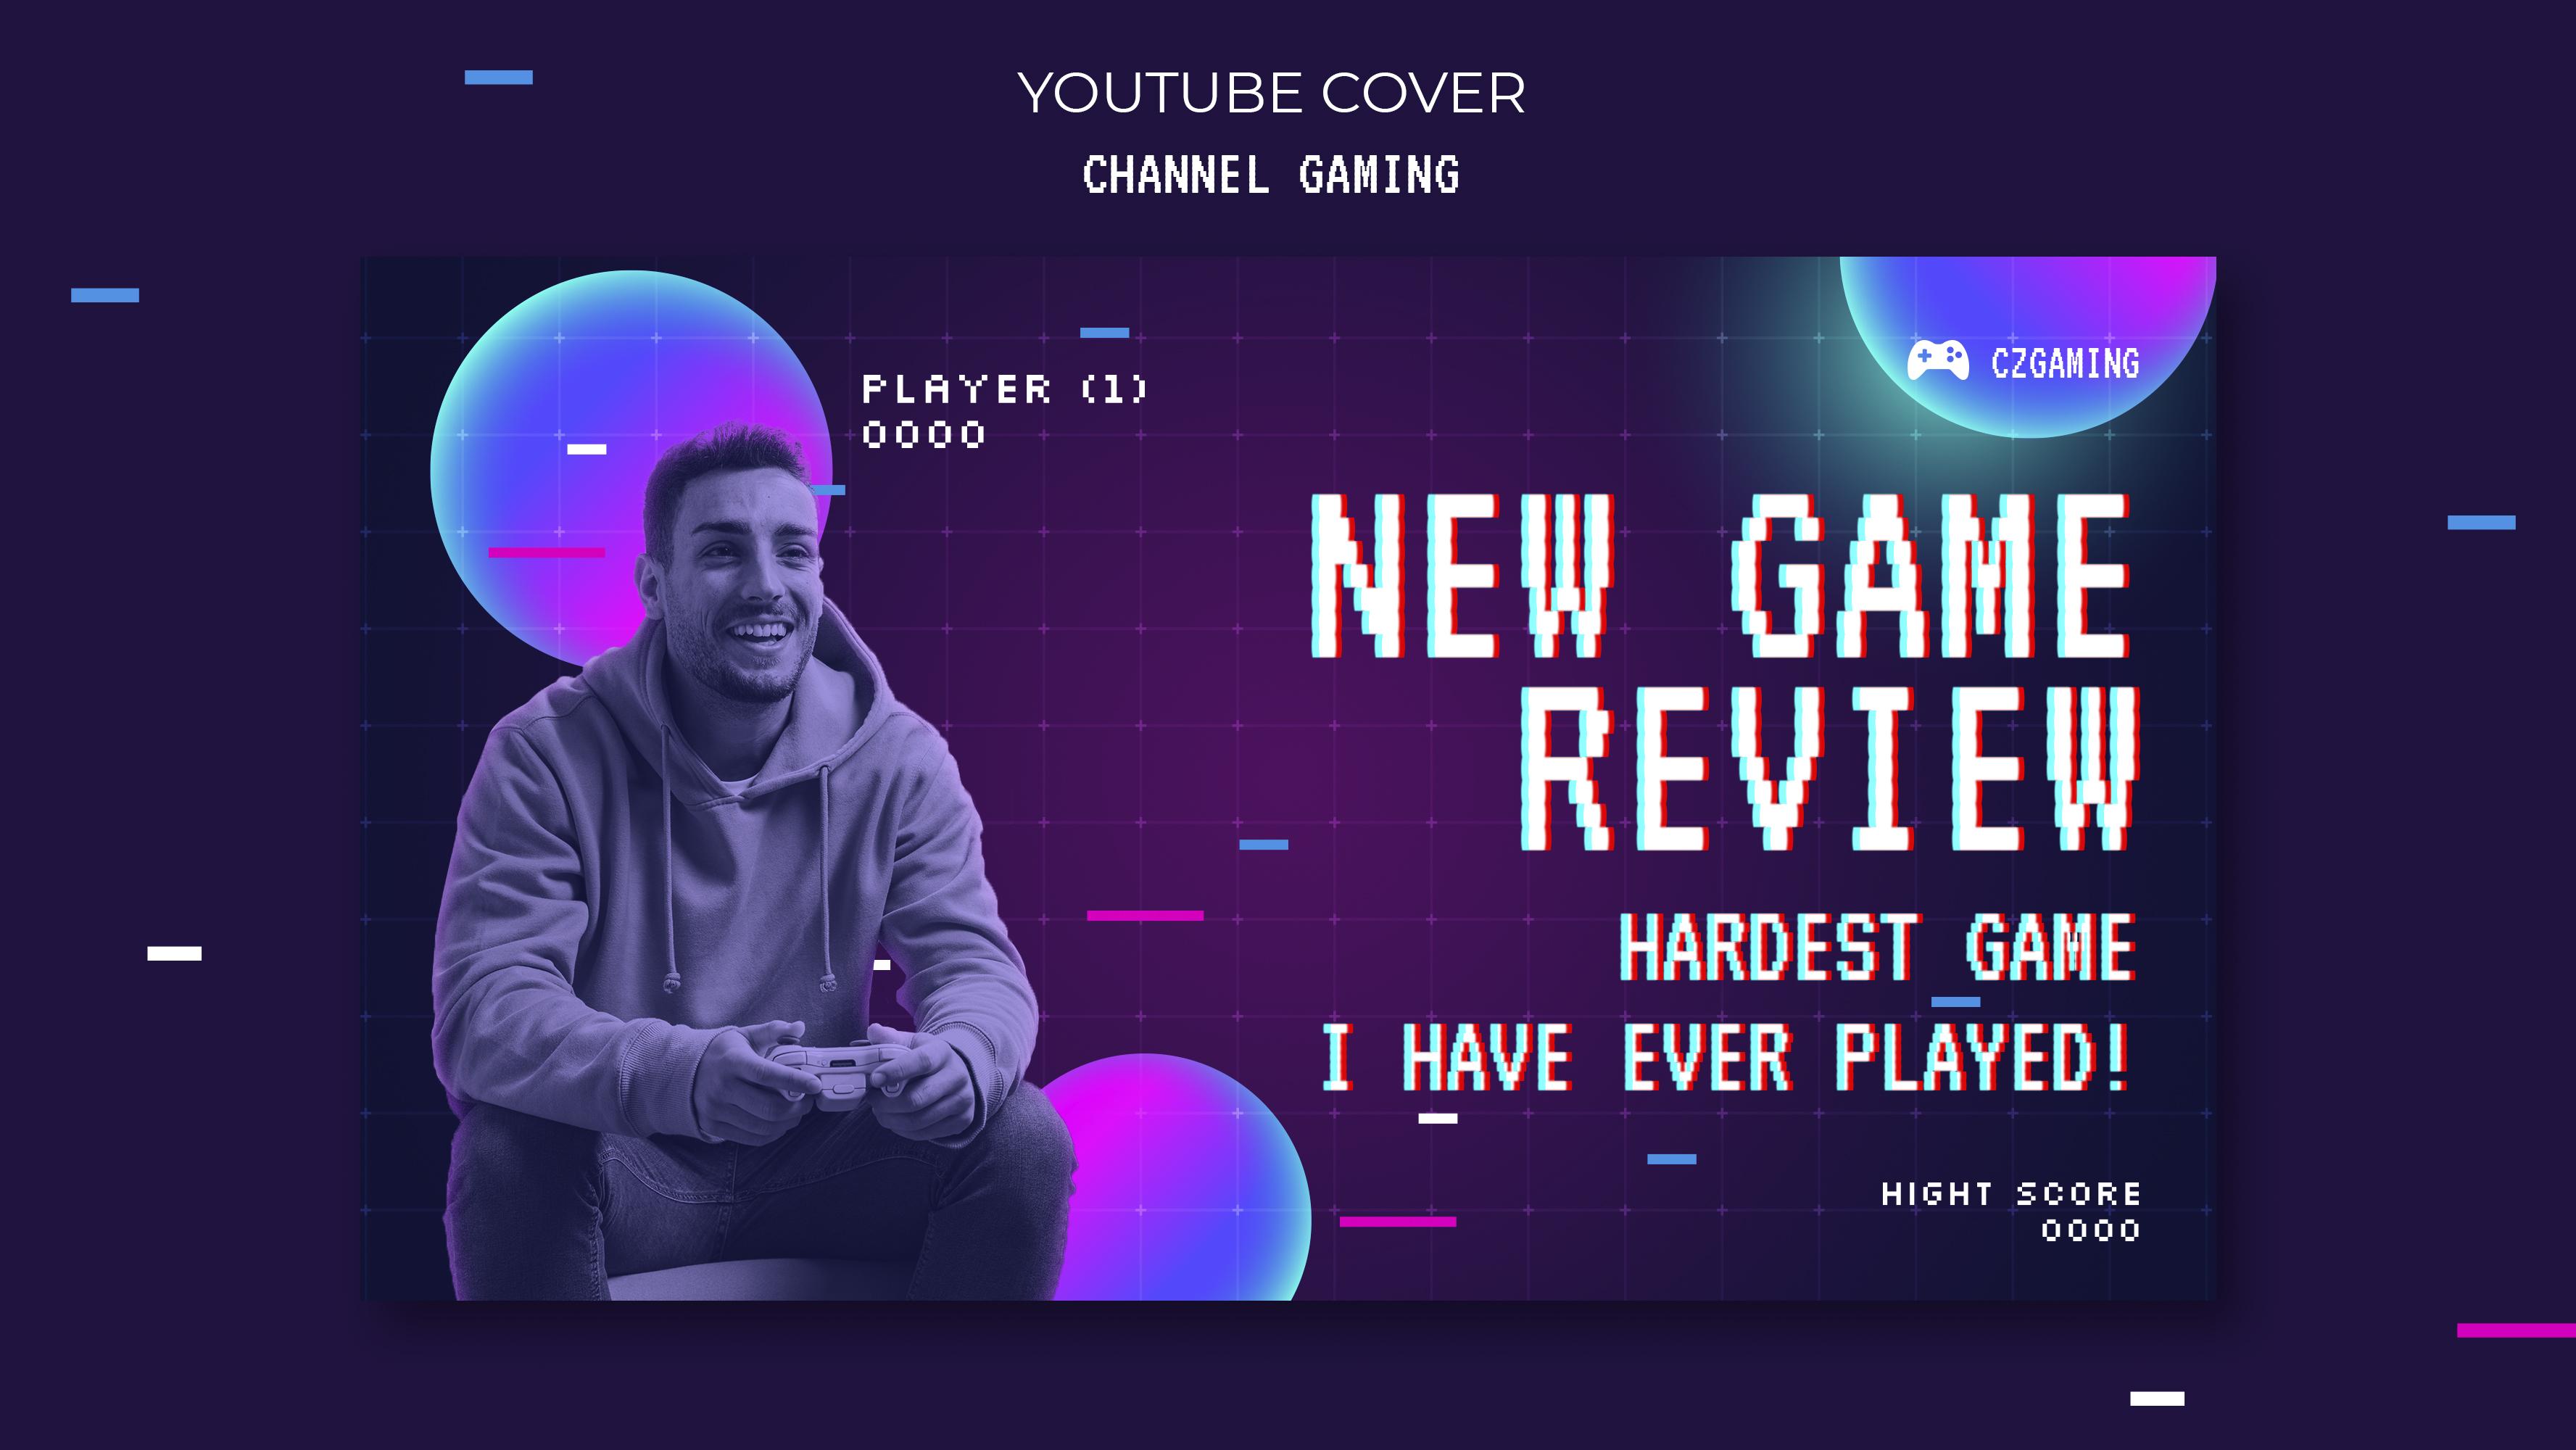 YOUTUBE COVER
CHANNEL GAMING
CZGAMING
PLAYER (1)
0000
NEW GAME
REVIEW
HARDEST GAME
I HAVE EVER PLAYED!
HIGHT SCORE
0000